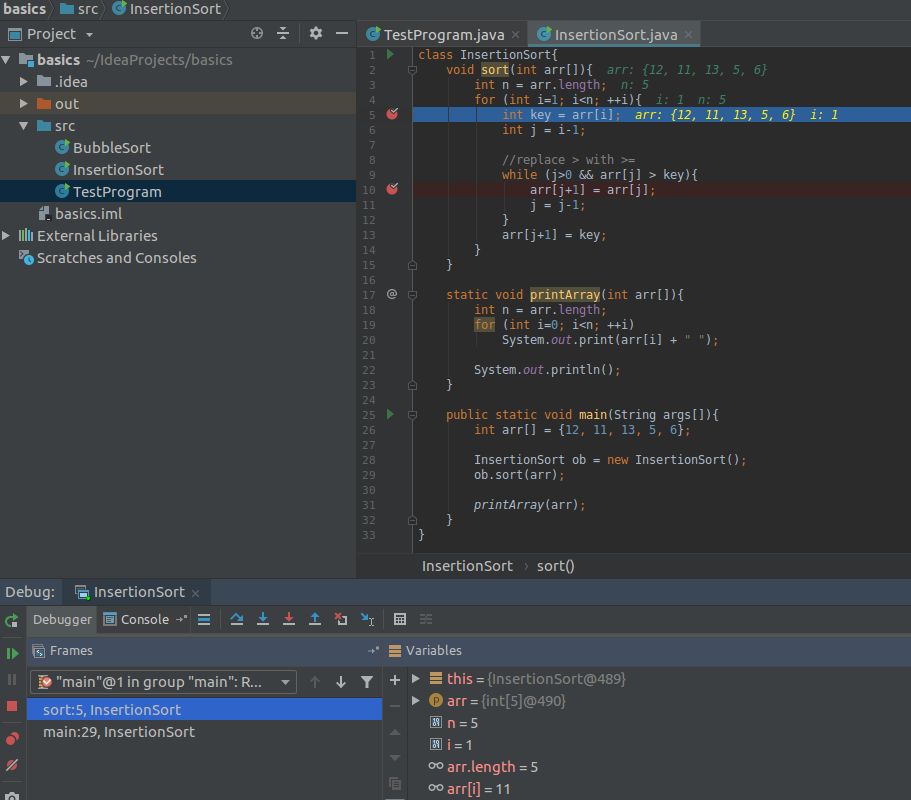 basics src InsertionSort
Project
basics ~/IdeaProjects/basics
.idea
out
src
BubbleSort
InsertionSort
TestProgram
basics.iml
External Libraries
Scratches and Consoles
TestProgram.java × InsertionSort.java ×
1 class InsertionSort{
2 void sort(int arr[]){ arr: {12, 11, 13, 5, 6}
3 int n = arr.length; n: 5
4 for (int i=1; i<n; ++i){ i: 1 n: 5
5 int key = arr[i]; arr: {12, 11, 13, 5, 6} i: 1
6 int j = i-1;
7
8 //replace > with >=
9 while (j>0 && arr[j] > key){
10 arr[j+1] = arr[j];
11 j = j-1;
12 }
13 arr[j+1] = key;
14 }
15 }
16
17 @ static void printArray(int arr[]){
18 int n = arr.length;
19 for (int i=0; i<n; ++i)
20 System.out.print(arr[i] + " ");
21
22 System.out.println();
23 }
24
25 public static void main(String args[]){
26 int arr[] = {12, 11, 13, 5, 6};
27
28 InsertionSort ob = new InsertionSort();
29 ob.sort(arr);
30
31 printArray(arr);
32 }
33 }
InsertionSort › sort()
Debug: InsertionSort ×
Debugger Console
Frames
"main"@1 in group "main": R...
sort:5, InsertionSort
main:29, InsertionSort
Variables
this = {InsertionSort@489}
p arr = {int[5]@490}
n = 5
i = 1
arr.length = 5
arr[i] = 11